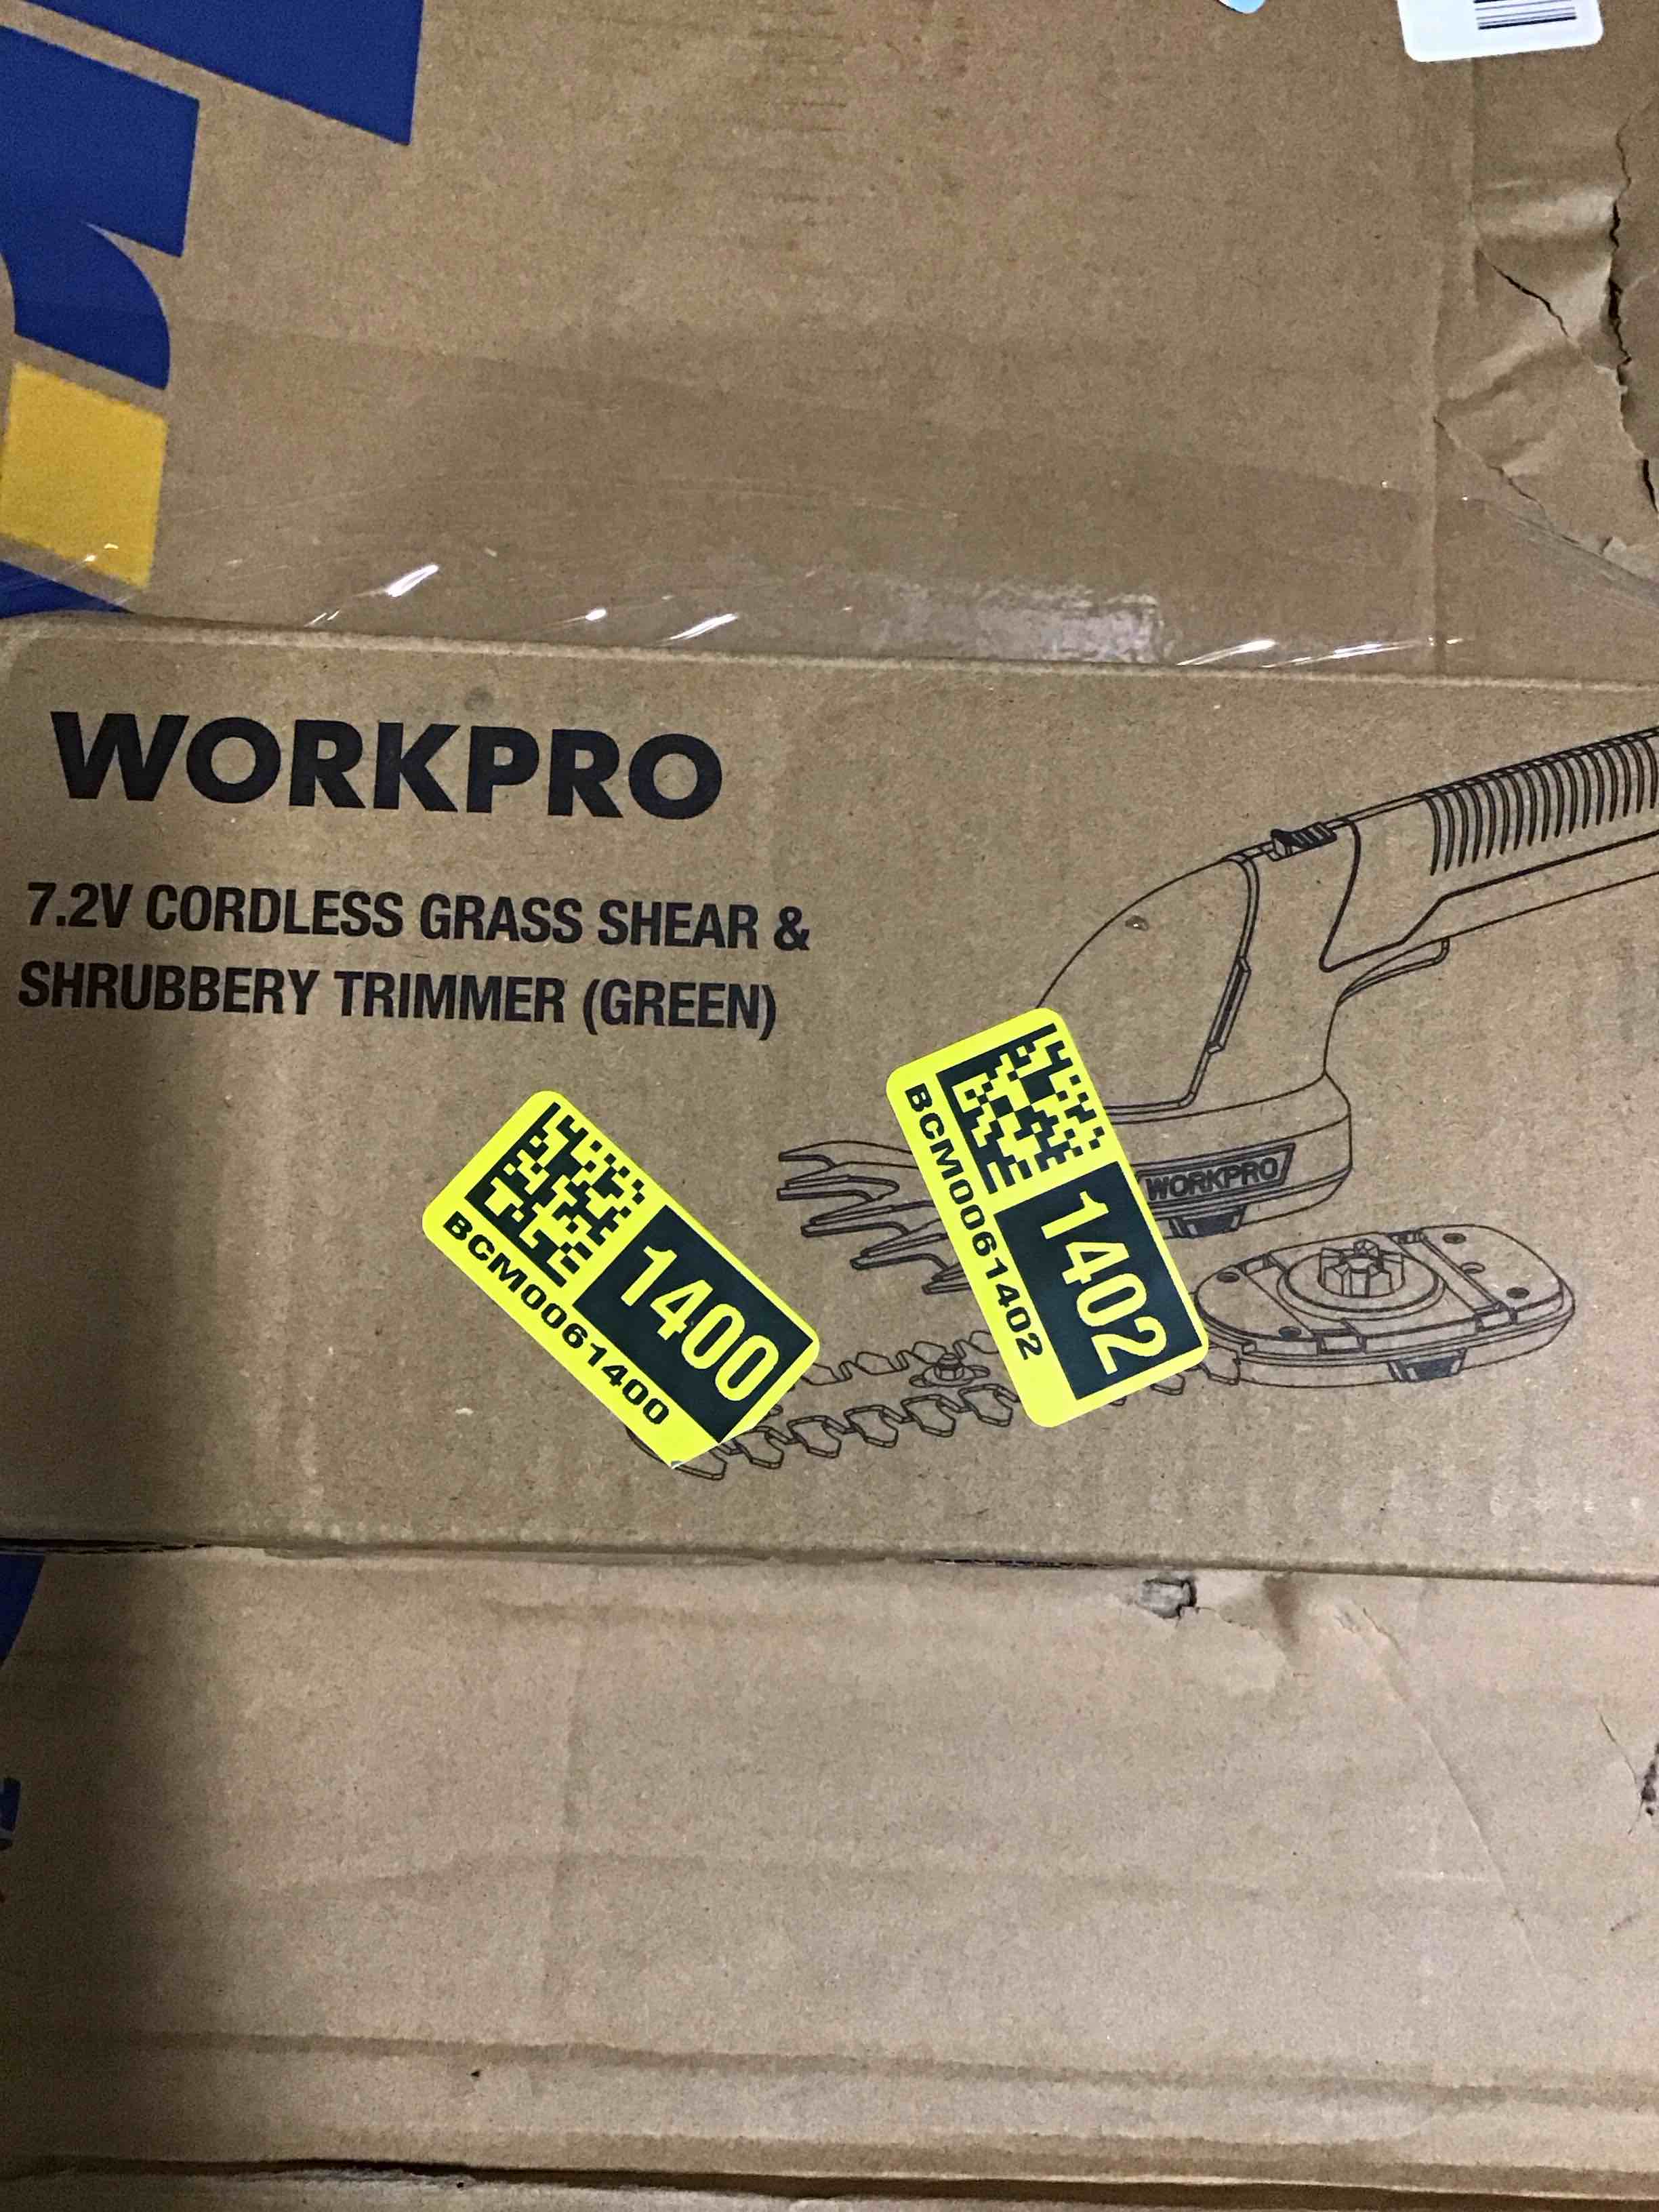 WORKPRO
7.2V CORDLESS GRASS SHEAR &
SHRUBBERY TRIMMER (GREEN)
WORKPRO
1400
BCM0061400
1402
BCM0061402